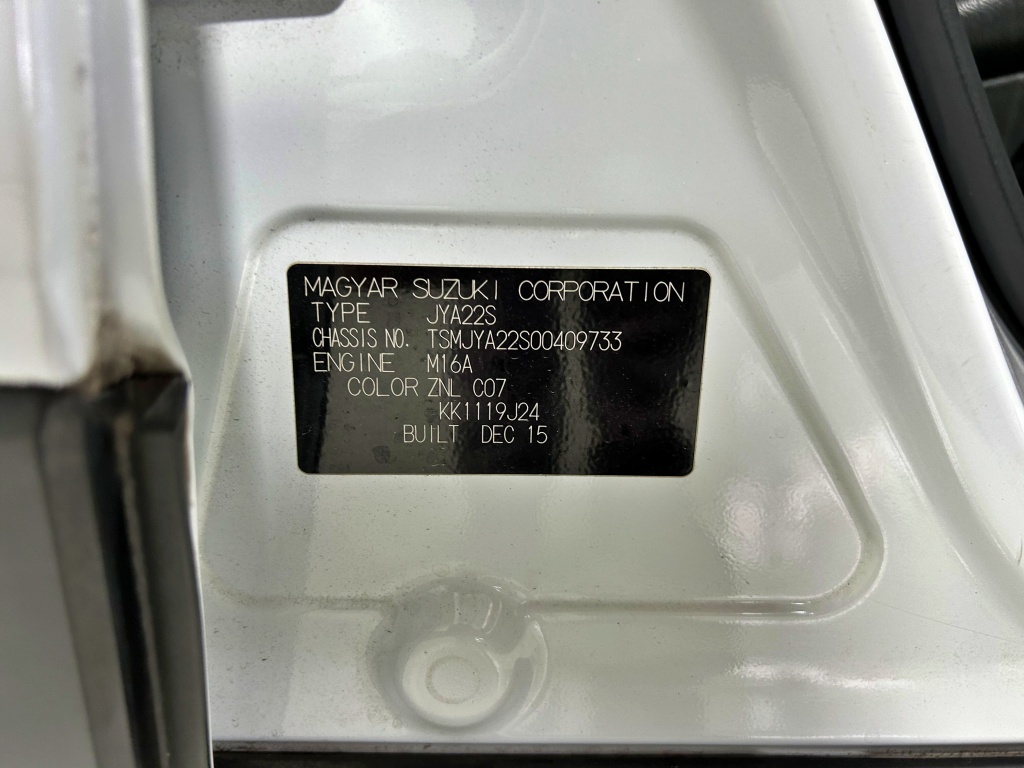 MAGYAR SUZUKI CORPORATION
TYPE JYA22S
CHASSIS NO. TSMJYA22S00409733
ENGINE M16A
COLOR ZNL C07
KK1119J24
BUILT DEC 15